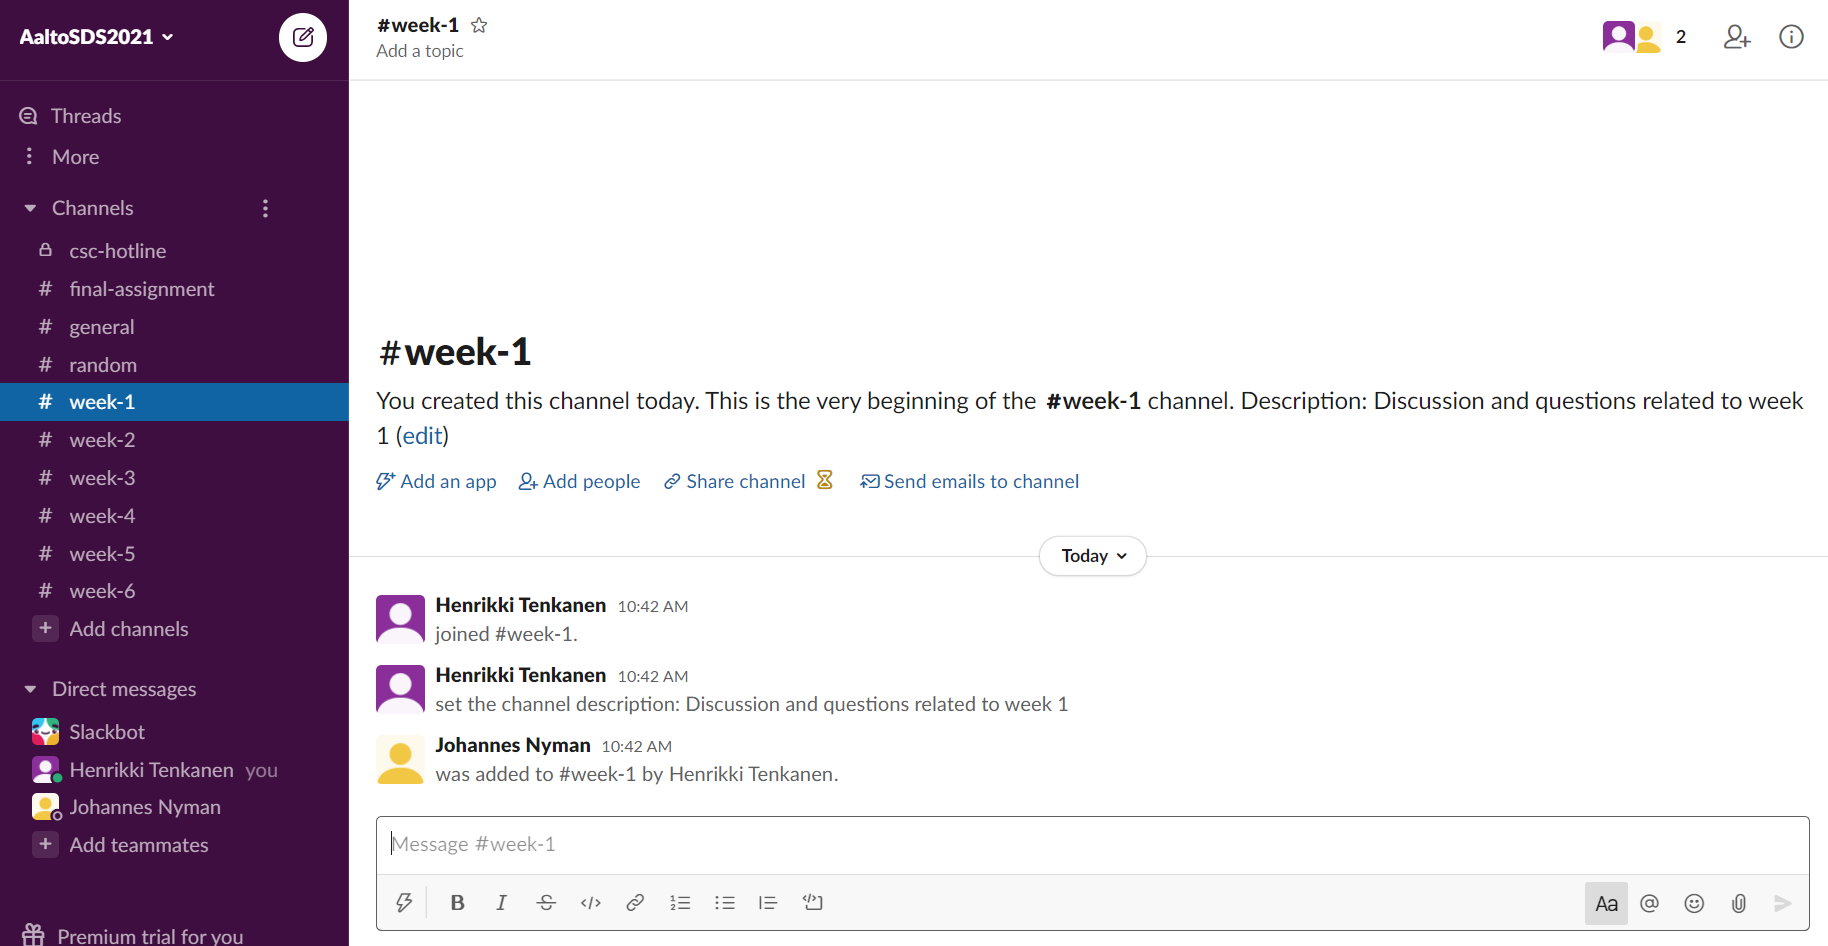 AaltoSDS2021
Threads
More
Channels
csc-hotline
# final-assignment
# general
# random
# week-1
# week-2
# week-3
# week-4
# week-5
# week-6
+ Add channels
Direct messages
Slackbot
Henrikki Tenkanen you
Johannes Nyman
+ Add teammates
Premium trial for you
#week-1
Add a topic
2
#week-1
You created this channel today. This is the very beginning of the #week-1 channel. Description: Discussion and questions related to week
1 (edit)
Add an app Add people Share channel Send emails to channel
Today
Henrikki Tenkanen 10:42 AM
joined #week-1.
Henrikki Tenkanen 10:42 AM
set the channel description: Discussion and questions related to week 1
Johannes Nyman 10:42 AM
was added to #week-1 by Henrikki Tenkanen.
Message #week-1
B I S </> Aa @